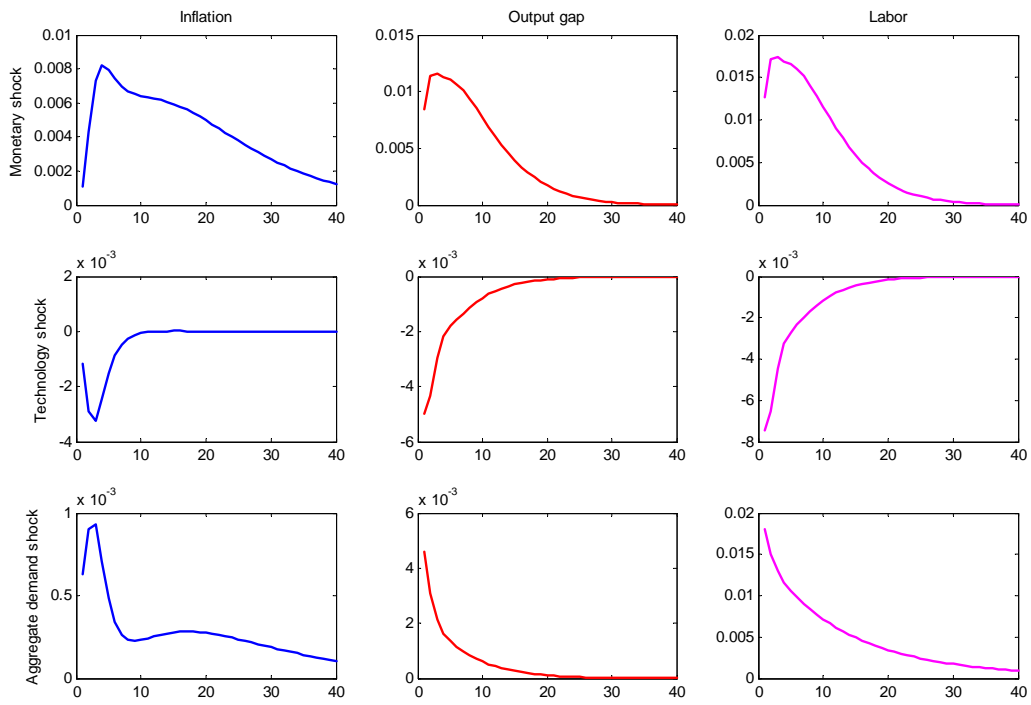 Inflation
Output gap
Labor
Monetary shock
0.01
0.008
0.006
0.004
0.002
0
0 10 20 30 40
0.015
0.01
0.005
0
0 10 20 30 40
0.02
0.015
0.01
0.005
0
0 10 20 30 40
Technology shock
x 10^-3
2
0
-2
-4
0 10 20 30 40
x 10^-3
0
-2
-4
-6
0 10 20 30 40
x 10^-3
0
-2
-4
-6
-8
0 10 20 30 40
Aggregate demand shock
x 10^-3
1
0.5
0
0 10 20 30 40
x 10^-3
6
4
2
0
0 10 20 30 40
0.02
0.015
0.01
0.005
0
0 10 20 30 40